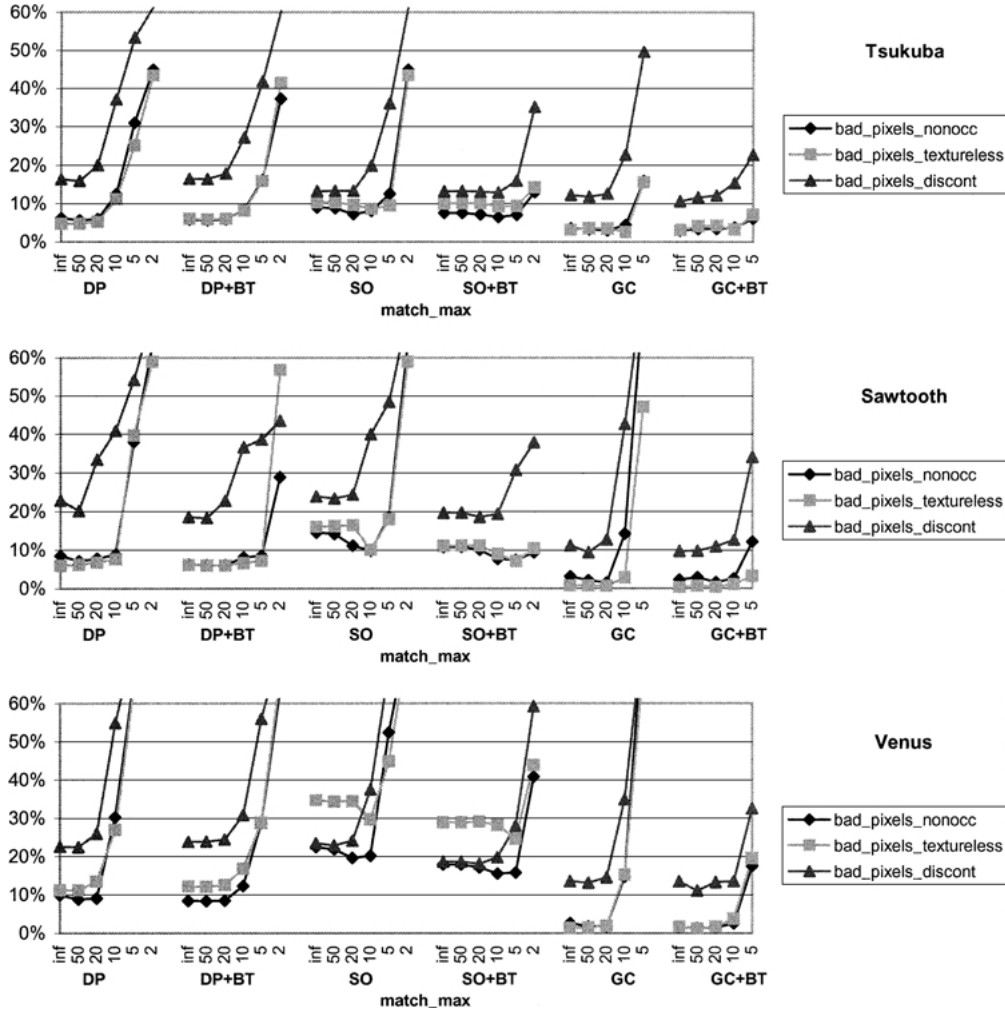 60%
50%
40%
30%
20%
10%
0%
inf 50 20 10 5 2 inf 50 20 10 5 2 inf 50 20 10 5 2 inf 50 20 10 5 2 inf 50 20 10 5 inf 50 20 10 5
DP DP+BT SO SO+BT GC GC+BT
match_max
Tsukuba
bad_pixels_nonocc
bad_pixels_textureless
bad_pixels_discont
60%
50%
40%
30%
20%
10%
0%
inf 50 20 10 5 2 inf 50 20 10 5 2 inf 50 20 10 5 2 inf 50 20 10 5 2 inf 50 20 10 5 inf 50 20 10 5
DP DP+BT SO SO+BT GC GC+BT
match_max
Sawtooth
bad_pixels_nonocc
bad_pixels_textureless
bad_pixels_discont
60%
50%
40%
30%
20%
10%
0%
inf 50 20 10 5 2 inf 50 20 10 5 2 inf 50 20 10 5 2 inf 50 20 10 5 2 inf 50 20 10 5 inf 50 20 10 5
DP DP+BT SO SO+BT GC GC+BT
match_max
Venus
bad_pixels_nonocc
bad_pixels_textureless
bad_pixels_discont